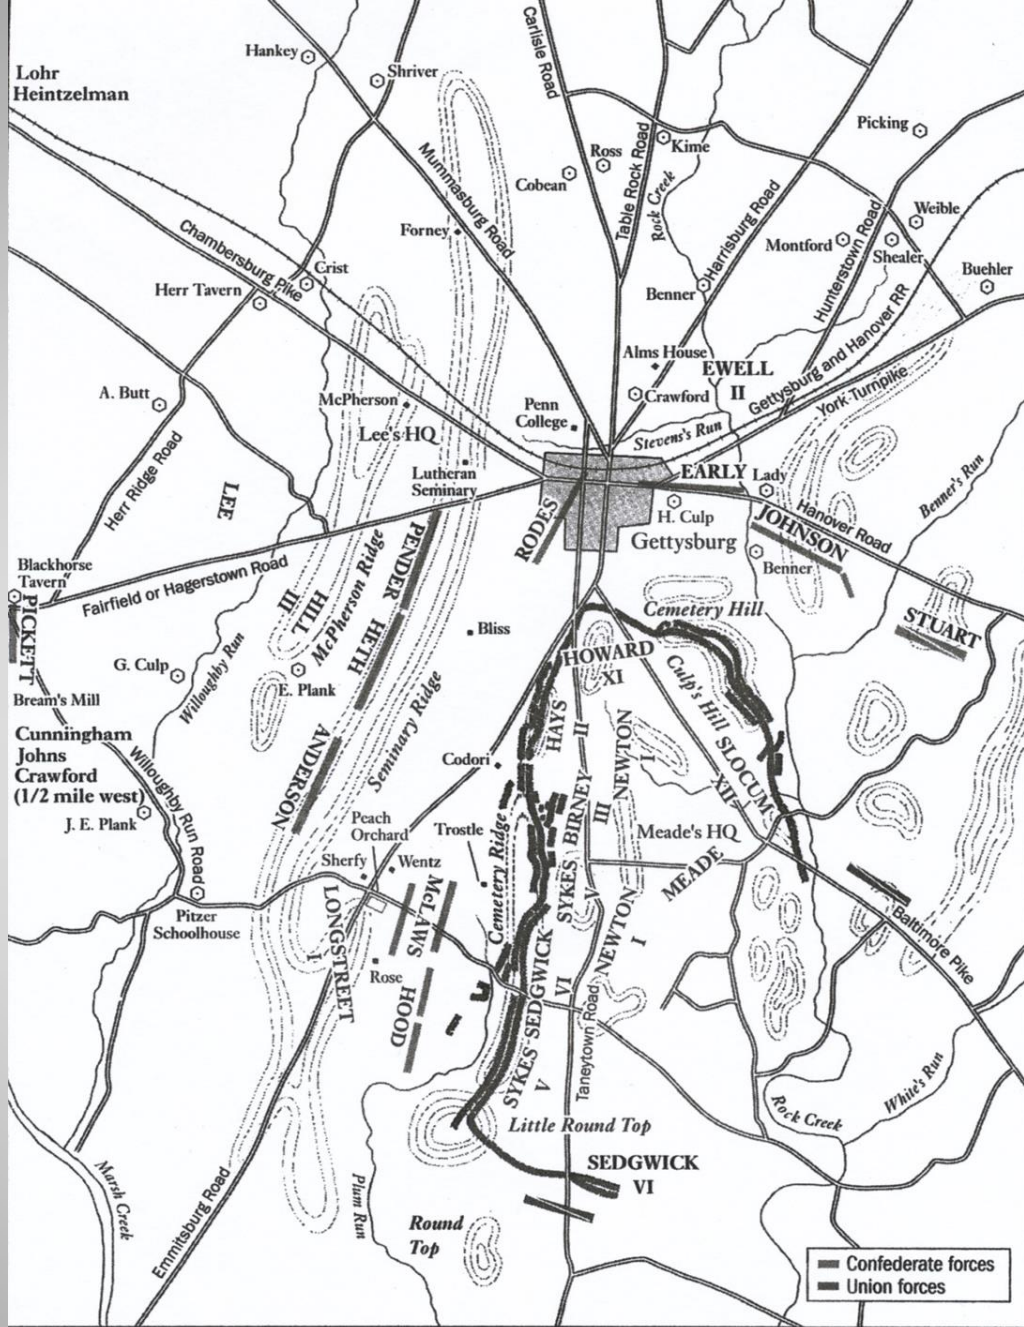 Hankey
Shriver
Lohr
Heintzelman
Carlisle Road
Picking
Kime
Ross
Cobean
Table Rock Road
Rock Creek
Mummasburg Road
Harrisburg Road
Weible
Montford
Shealer
Hunterstown Road
Forney
Chambersburg Pike
Crist
Herr Tavern
Benner
Buehler
Gettysburg and Hanover RR
York Turnpike
Alms House
EWELL
II
Crawford
A. Butt
McPherson
Penn
College
Lee's HQ
Stevens's Run
Lutheran
Seminary
EARLY
Lady
Herr Ridge Road
LEE
RODES
H. Culp
Gettysburg
JOHNSON
Hanover Road
Benner's Run
Benner
Blackhorse
Tavern
PICKETT
Fairfield or Hagerstown Road
PENDER
McPherson Ridge
HILL
III
HETH
Bliss
Cemetery Hill
STUART
G. Culp
Willoughby Run
E. Plank
Seminary Ridge
HOWARD
XI
Culp's Hill
SLOCUM
XII
Bream's Mill
Cunningham
Johns
Crawford
(1/2 mile west)
J. E. Plank
Willoughby Run Road
ANDERSON
Codori
HAYS
II
NEWTON
I
BIRNEY
III
Peach
Orchard
Trostle
Cemetery Ridge
Meade's HQ
MEADE
Sherfy
Wentz
SYKES
V
Pitzer
Schoolhouse
LONGSTREET
I
McLAWS
Rose
HOOD
SEDGWICK
VI
NEWTON
I
Baltimore Pike
Taneytown Road
SYKES
V
Little Round Top
Rock Creek
White's Run
SEDGWICK
VI
Marsh Creek
Emmitsburg Road
Plum Run
Round
Top
Confederate forces
Union forces